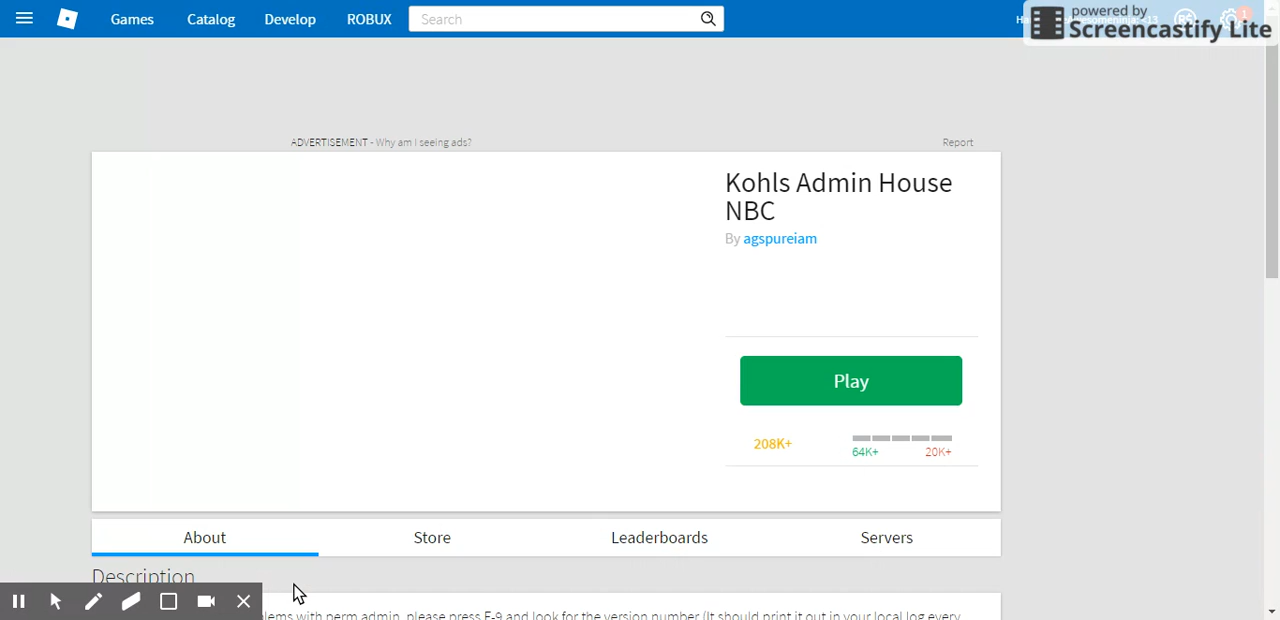 Games Catalog Develop ROBUX Search
powered by
Screencastify Lite
1
ADVERTISEMENT - Why am I seeing ads? Report
Kohls Admin House
NBC
By agspureiam
Play
208K+
64K+ 20K+
About Store Leaderboards Servers
Description
with perm admin, please press F-9 and look for the version number (It should print it out in your local log every